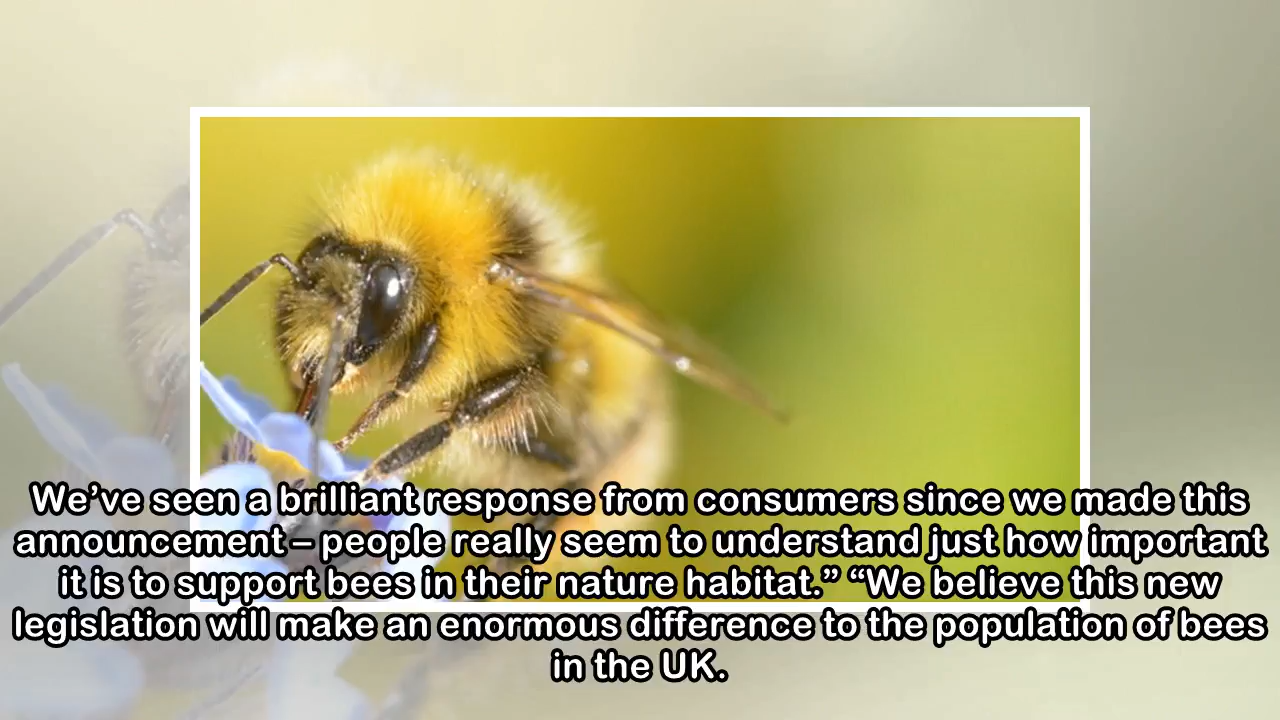 We’ve seen a brilliant response from consumers since we made this
announcement – people really seem to understand just how important
it is to support bees in their nature habitat.” “We believe this new
legislation will make an enormous difference to the population of bees
in the UK.